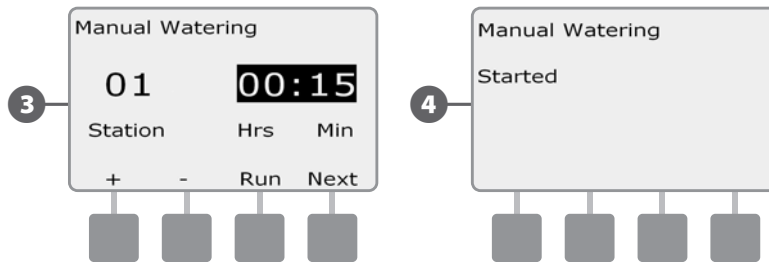 3
Manual Watering
01 00:15
Station Hrs Min
+ - Run Next
4
Manual Watering
Started